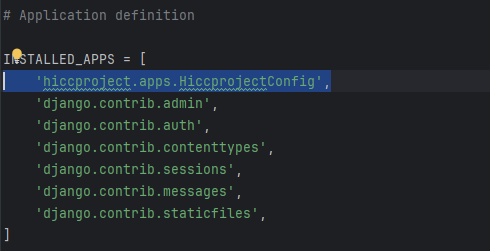 # Application definition
INSTALLED_APPS = [
'hiccproject.apps.HiccprojectConfig',
'django.contrib.admin',
'django.contrib.auth',
'django.contrib.contenttypes',
'django.contrib.sessions',
'django.contrib.messages',
'django.contrib.staticfiles',
]